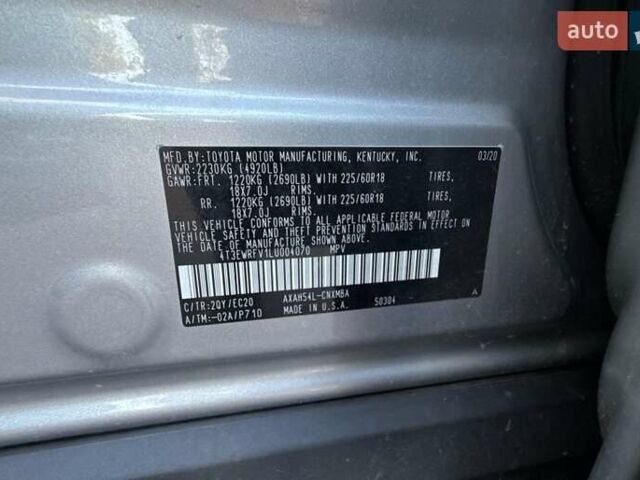 auto
MFD.BY:TOYOTA MOTOR MANUFACTURING, KENTUCKY, INC. 03/20
GVWR:2230KG (4920LB)
GAWR:FRT. 1220KG (2690LB) WITH 225/60R18 TIRES,
18X7.0J RIMS.
RR. 1220KG (2690LB) WITH 225/60R18 TIRES,
18X7.0J RIMS.
THIS VEHICLE CONFORMS TO ALL APPLICABLE FEDERAL MOTOR
VEHICLE SAFETY AND THEFT PREVENTION STANDARDS IN EFFECT
ON THE DATE OF MANUFACTURE SHOWN ABOVE.
4T3EWRFV1LU004070 MPV
C/TR:2QY/EC20 AXAH54L-CNXMBA A
A/TM:-02A/P710 MADE IN U.S.A. 50304